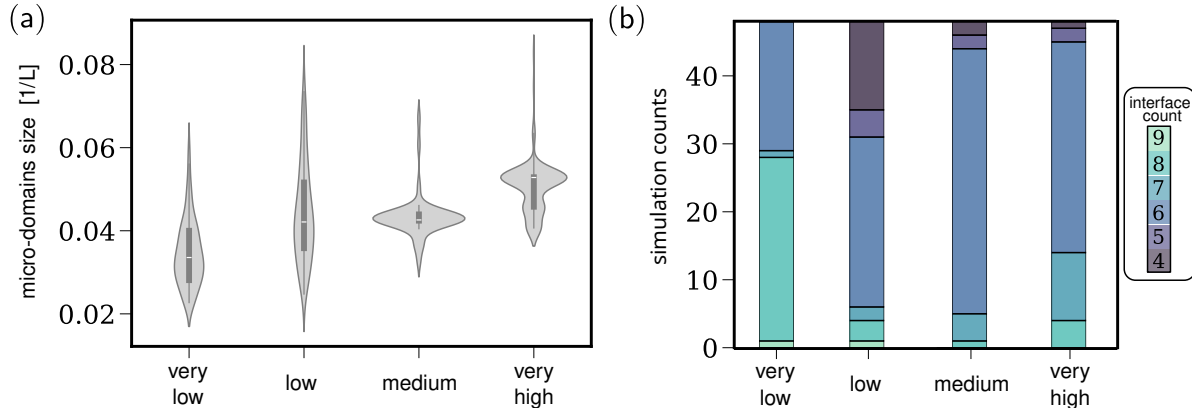 (a)
micro-domains size [1/L]
0.08
0.06
0.04
0.02
very
low
low
medium
very
high
(b)
simulation counts
40
30
20
10
0
very
low
low
medium
very
high
interface
count
9
8
7
6
5
4